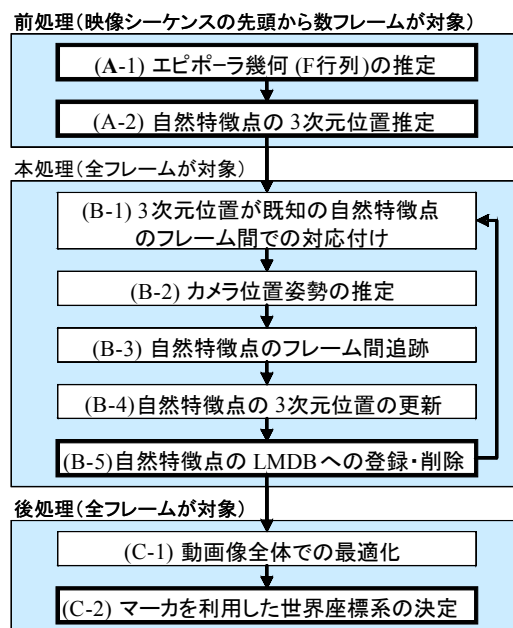 前処理(映像シーケンスの先頭から数フレームが対象)
(A-1) エピポーラ幾何 (F行列)の推定
(A-2) 自然特徴点の 3次元位置推定
本処理(全フレームが対象)
(B-1) 3次元位置が既知の自然特徴点
のフレーム間での対応付け
(B-2) カメラ位置姿勢の推定
(B-3) 自然特徴点のフレーム間追跡
(B-4)自然特徴点の 3次元位置の更新
(B-5)自然特徴点の LMDB への登録・削除
後処理(全フレームが対象)
(C-1) 動画像全体での最適化
(C-2) マーカを利用した世界座標系の決定